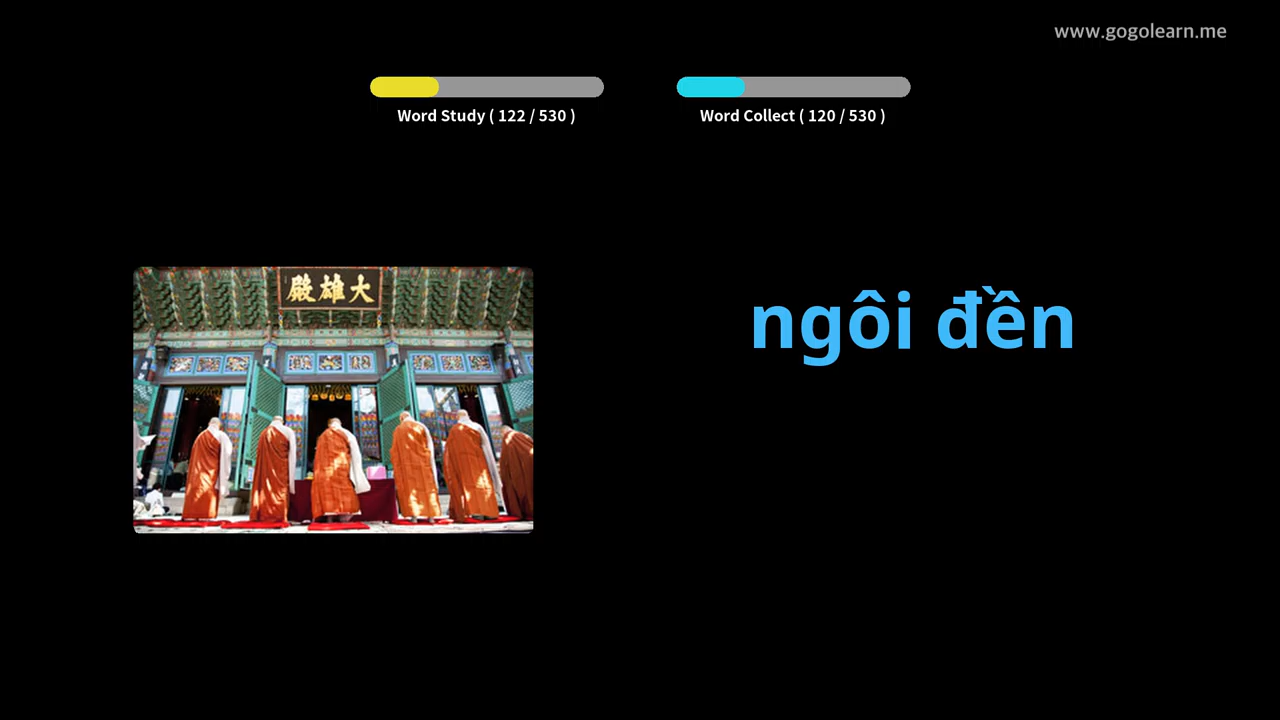 www.gogolearn.me
Word Study ( 122 / 530 )
Word Collect ( 120 / 530 )
殿雄大
ngôi đền